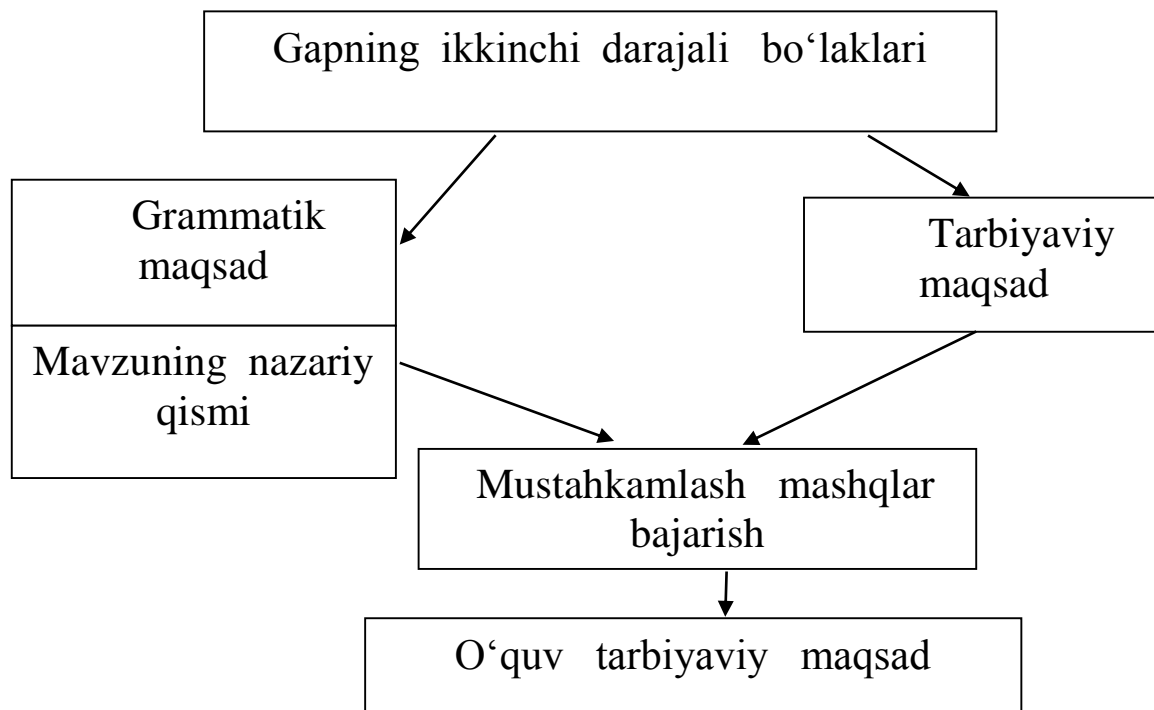 Gapning ikkinchi darajali bo‘laklari
Grammatik
maqsad
Tarbiyaviy
maqsad
Mavzuning nazariy
qismi
Mustahkamlash mashqlar
bajarish
O‘quv tarbiyaviy maqsad